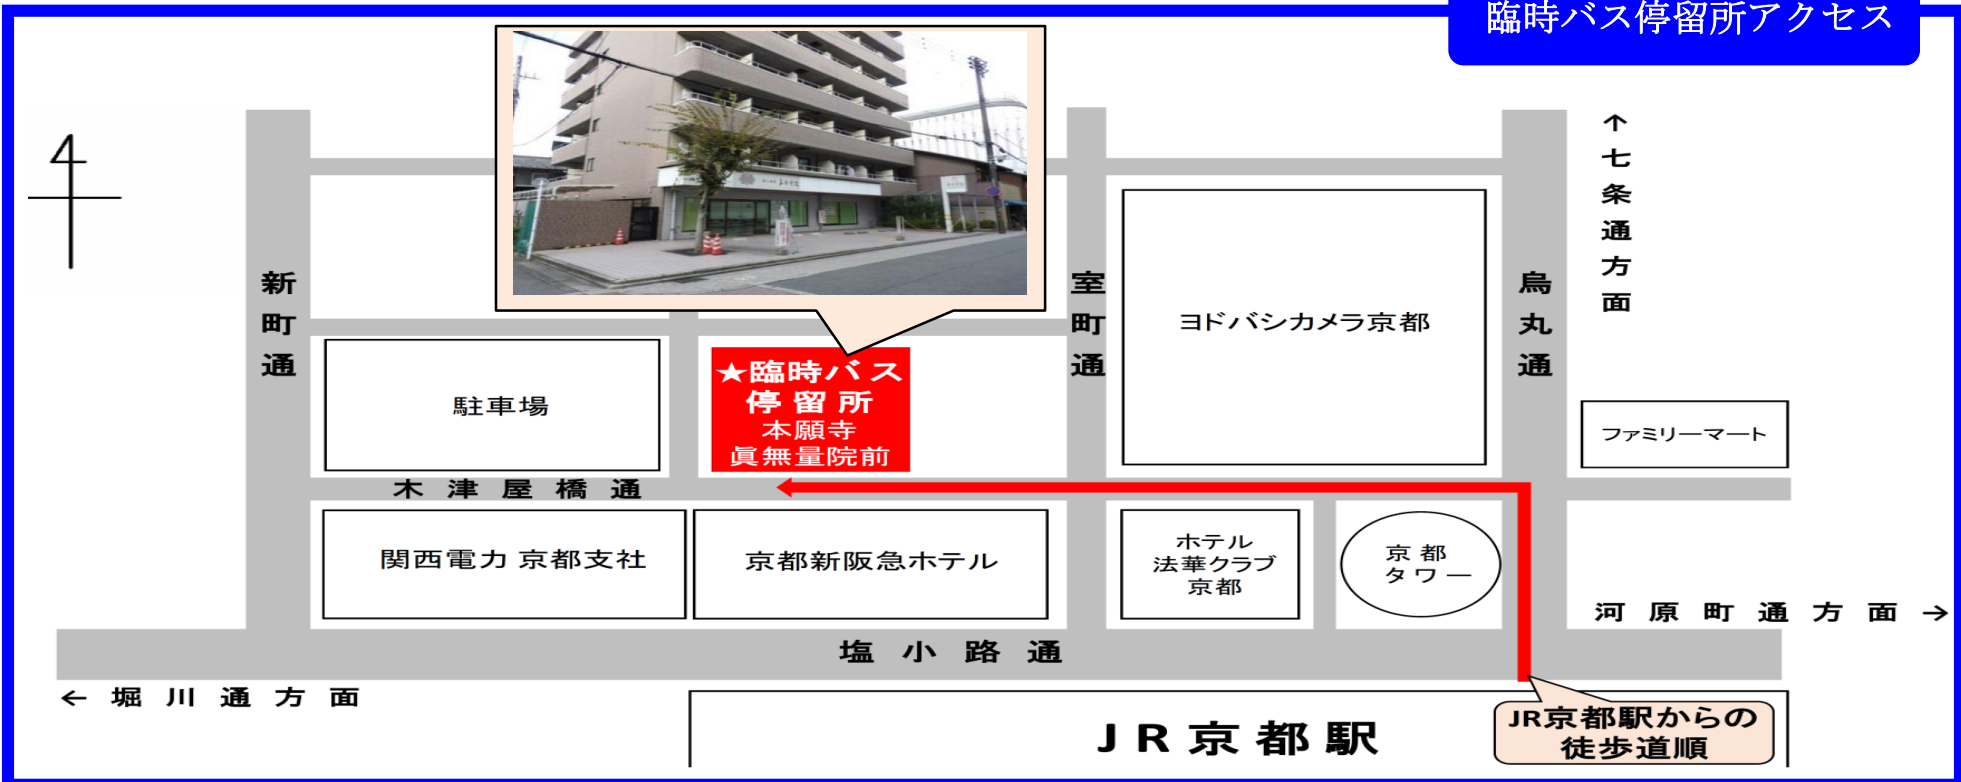 臨時バス停留所アクセス
↑七条通方面
新町通
室町通
烏丸通
ヨドバシカメラ京都
★臨時バス
停留所
本願寺
眞無量院前
駐車場
ファミリーマート
木津屋橋通
関西電力 京都支社
京都新阪急ホテル
ホテル
法華クラブ
京都
京都
タワー
河原町通方面→
塩小路通
←堀川通方面
JR京都駅
JR京都駅からの
徒歩道順